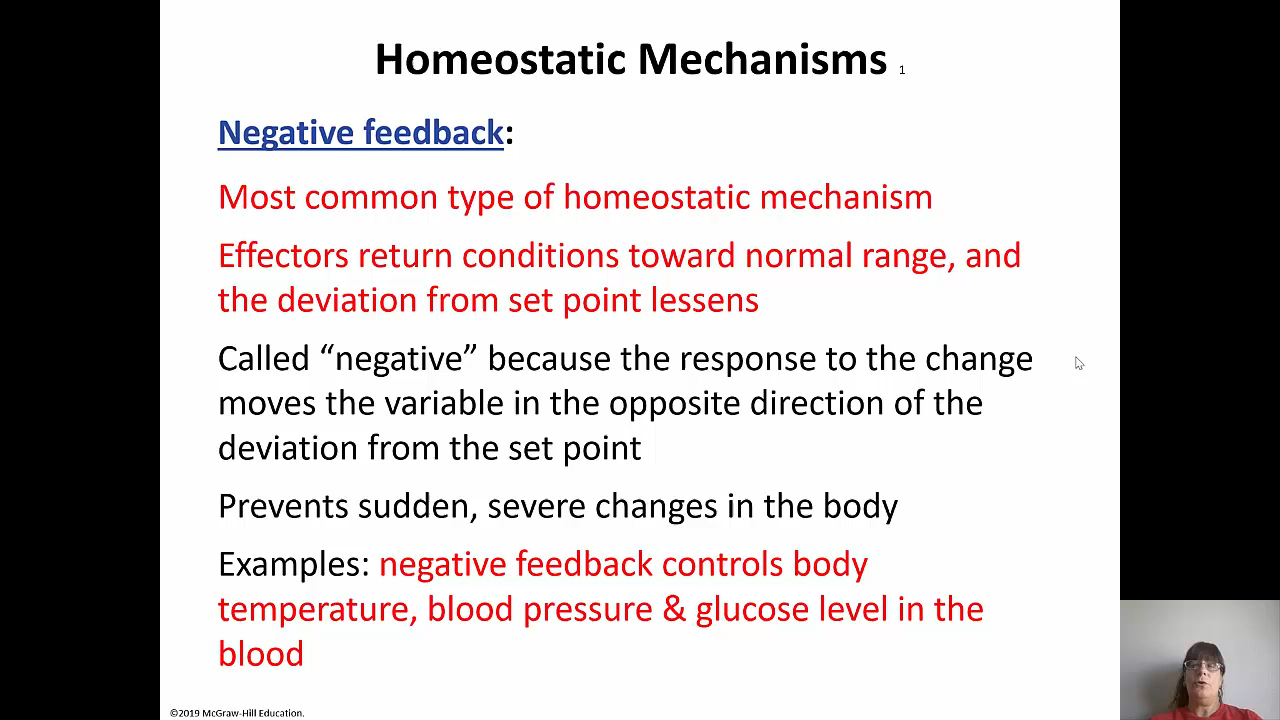 Homeostatic Mechanisms 1
Negative feedback:
Most common type of homeostatic mechanism
Effectors return conditions toward normal range, and
the deviation from set point lessens
Called “negative” because the response to the change
moves the variable in the opposite direction of the
deviation from the set point
Prevents sudden, severe changes in the body
Examples: negative feedback controls body
temperature, blood pressure & glucose level in the
blood
©2019 McGraw-Hill Education.